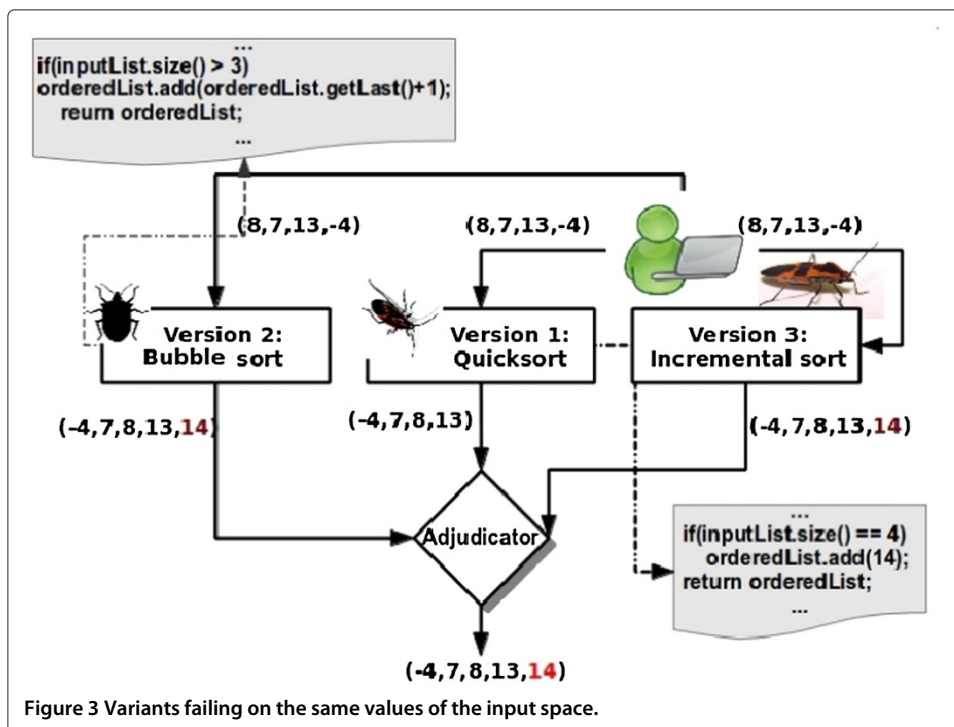 ...
if(inputList.size() > 3)
orderedList.add(orderedList.getLast()+1);
reurn orderedList;
...
(8,7,13,-4)
(8,7,13,-4)
(8,7,13,-4)
Version 2:
Bubble sort
Version 1:
Quicksort
Version 3:
Incremental sort
(-4,7,8,13,14)
(-4,7,8,13)
(-4,7,8,13,14)
Adjudicator
...
if(inputList.size() == 4)
orderedList.add(14);
return orderedList;
...
(-4,7,8,13,14)
Figure 3 Variants failing on the same values of the input space.